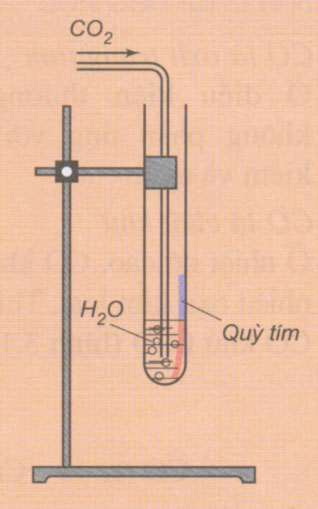 CO₂
H₂O
Quỳ tím